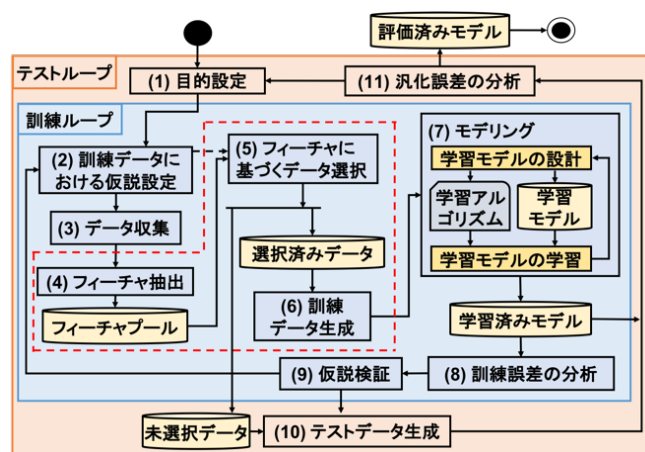 評価済みモデル
テストループ
(1) 目的設定
(11) 汎化誤差の分析
訓練ループ
(2) 訓練データに
おける仮説設定
(3) データ収集
(4) フィーチャ抽出
フィーチャプール
(5) フィーチャに
基づくデータ選択
選択済みデータ
(6) 訓練
データ生成
(7) モデリング
学習モデルの設計
学習アル
ゴリズム
学習
モデル
学習モデルの学習
学習済みモデル
(8) 訓練誤差の分析
(9) 仮説検証
未選択データ
(10) テストデータ生成